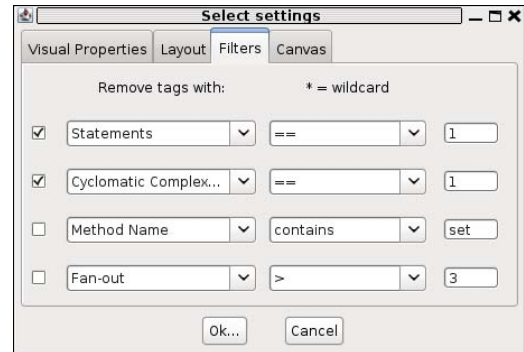 Select settings
Visual Properties Layout Filters Canvas
Remove tags with: * = wildcard
Statements == 1
Cyclomatic Complex... == 1
Method Name contains set
Fan-out > 3
Ok... Cancel